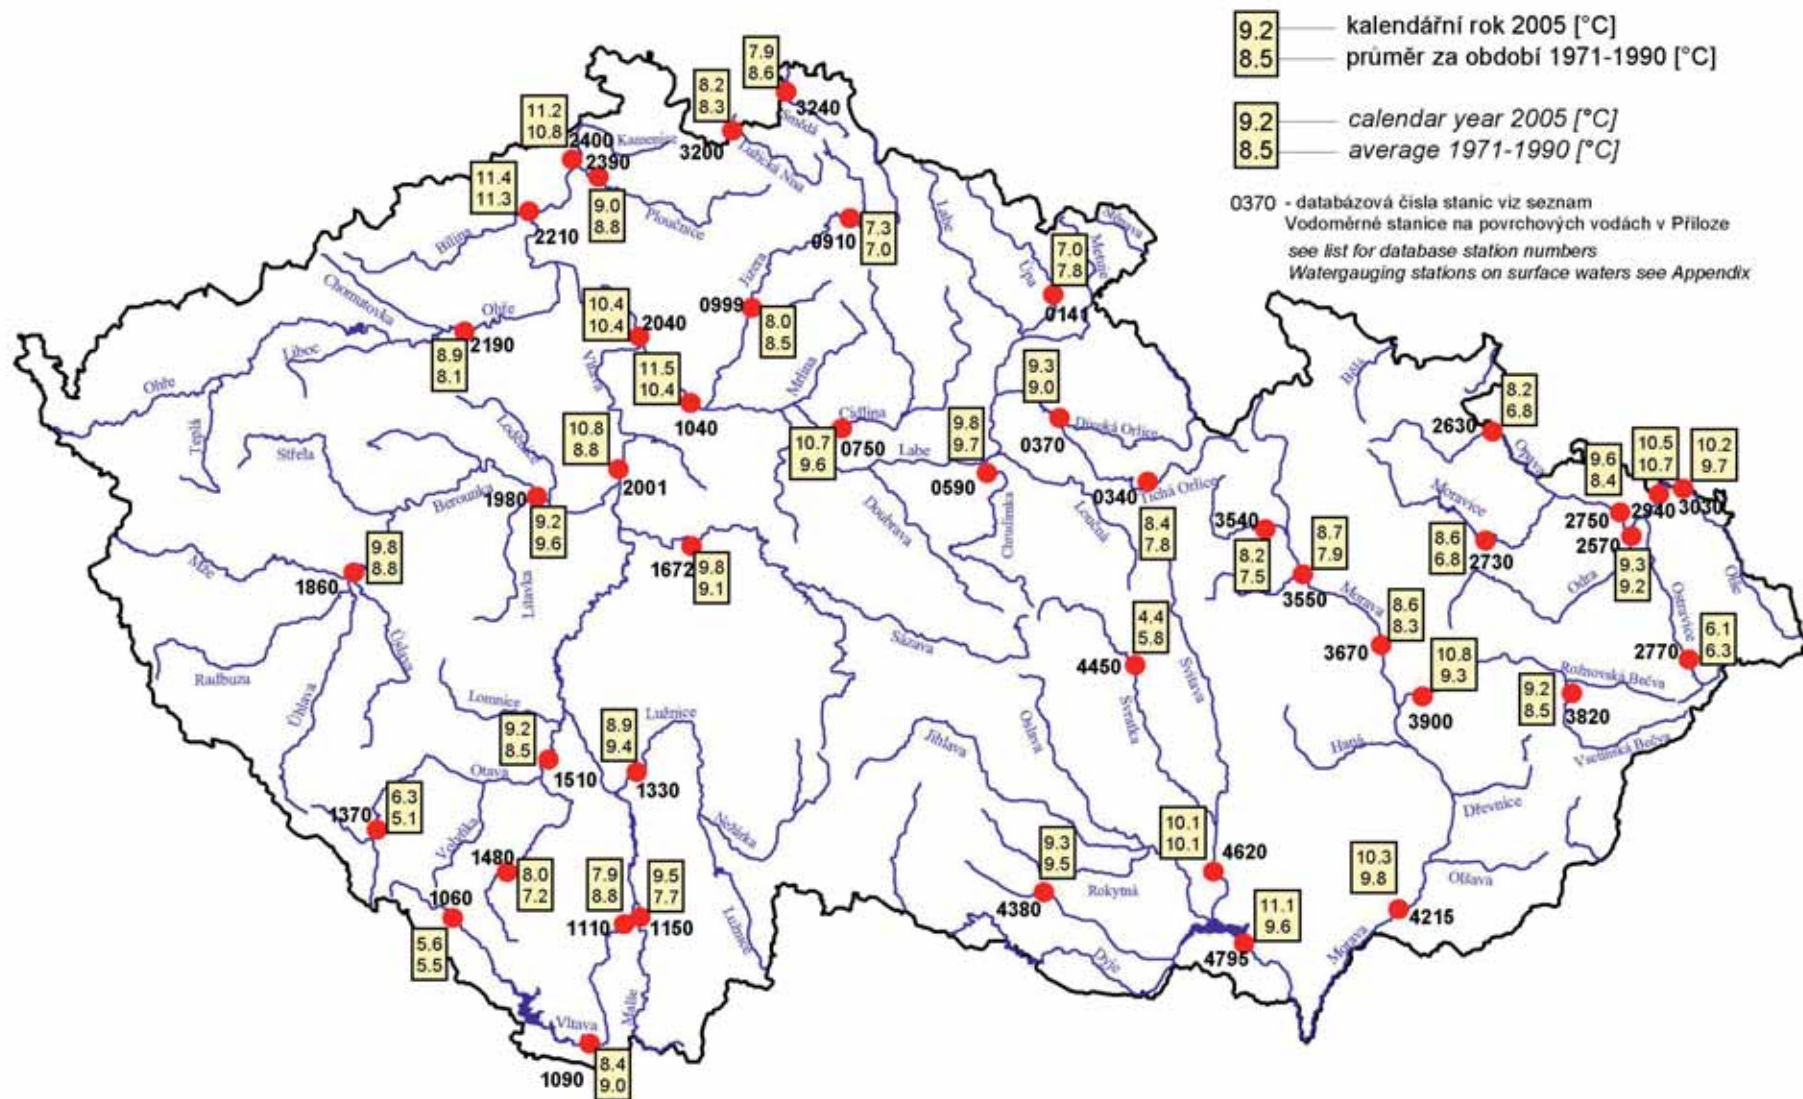 9.2 kalendářní rok 2005 [°C]
8.5 průměr za období 1971-1990 [°C]
9.2 calendar year 2005 [°C]
8.5 average 1971-1990 [°C]
0370 - databázová čísla stanic viz seznam
Vodoměrné stanice na povrchových vodách v Příloze
see list for database station numbers
Watergauging stations on surface waters see Appendix
7.9
8.6
3240
Smědá
8.2
8.3
3200
Lužická Nisa
11.2
10.8
2400
Kamenice
2390
9.0
8.8
Ploučnice
11.4
11.3
2210
Bílina
0910
7.3
7.0
Jizera
Labe
Úpa
Metuje
Stěnava
7.0
7.8
0141
Chomutovka
Ohře
2190
8.9
8.1
Liboc
Ohře
Teplá
Střela
10.4
10.4
2040
Vltava
0999
8.0
8.5
Mrlina
11.5
10.4
1040
Cidlina
0750
10.7
9.6
Labe
9.8
9.7
0590
9.3
9.0
0370
Divoká Orlice
0340
Tichá Orlice
8.4
7.8
Loučná
Chrudimka
Doubrava
10.8
8.8
2001
Loděnice
Berounka
1980
9.2
9.6
Litavka
1672
9.8
9.1
Sázava
9.8
8.8
1860
Mže
Radbuza
Úhlava
Úslava
Lomnice
9.2
8.5
1510
Otava
8.9
9.4
1330
Lužnice
Nežárka
Lužnice
1370
6.3
5.1
Volyňka
1480
8.0
7.2
1060
5.6
5.5
7.9
8.8
1110
9.5
7.7
1150
Malše
Vltava
1090
8.4
9.0
Bělá
2630
8.2
6.8
Opava
Moravice
9.6
8.4
10.5
10.7
10.2
9.7
2750
2940
3030
2570
9.3
9.2
8.6
6.8
2730
Odra
Ostravice
Olše
6.1
6.3
2770
3540
8.2
7.5
8.7
7.9
3550
Morava
8.6
8.3
3670
10.8
9.3
3900
Rožnovská Bečva
9.2
8.5
3820
Vsetínská Bečva
Haná
Dřevnice
Olšava
4.4
5.8
4450
Svitava
Svratka
Oslava
Jihlava
10.1
10.1
4620
9.3
9.5
4380
Rokytná
Dyje
11.1
9.6
4795
10.3
9.8
4215
Morava